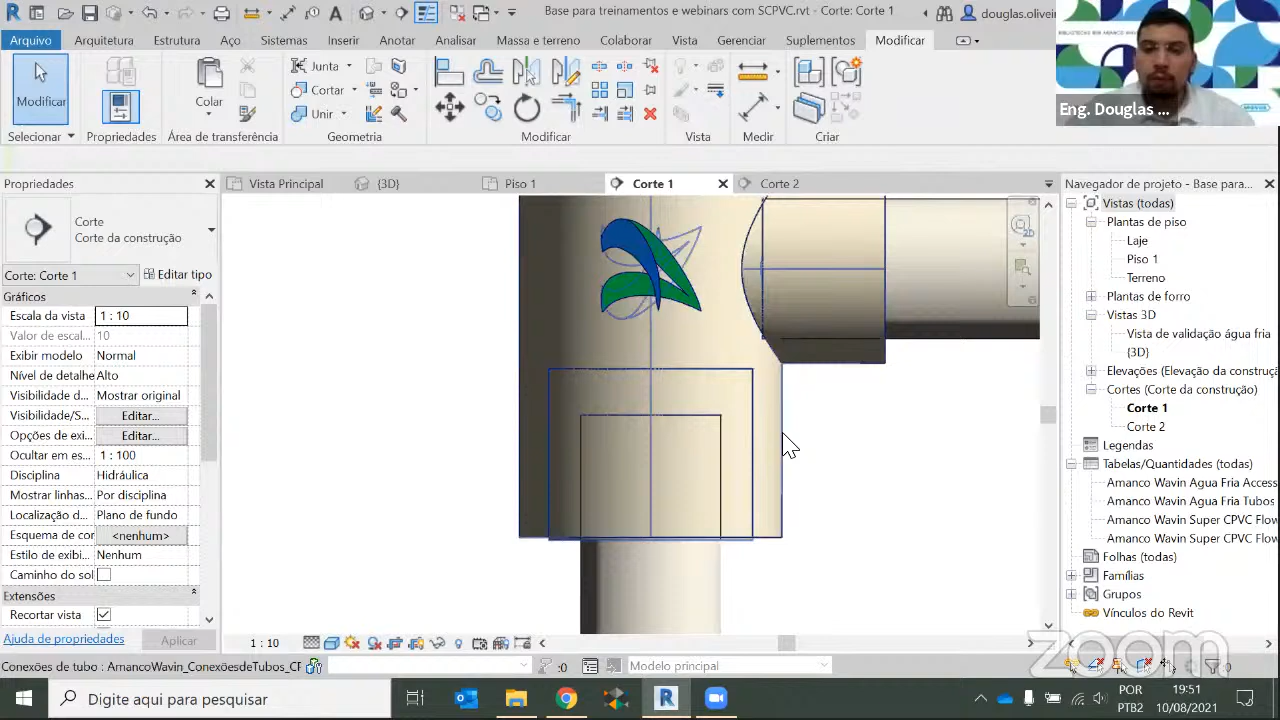 Base para treinamentos e webinars com SCPVC.rvt - Corte: Corte 1
douglas.olivei
Arquivo Arquitetura Estrutura Aço Sistemas Inser Analisar Massa e Colabora Vista Gerenciar Modificar
Modificar Colar Junta Cortar Unir
Selecionar Propriedades Área de transferência Geometria Modificar Vista Medir Criar
Eng. Douglas ...
Propriedades
Vista Principal {3D} Piso 1 Corte 1 Corte 2
Navegador de projeto - Base para...
Corte
Corte da construção
Corte: Corte 1 Editar tipo
Gráficos
Escala da vista 1 : 10
Valor de escal... 10
Exibir modelo Normal
Nível de detalhe Alto
Visibilidade d... Mostrar original
Visibilidade/S... Editar...
Opções de exi... Editar...
Ocultar em es... 1 : 100
Disciplina Hidráulica
Mostrar linhas... Por disciplina
Localização d... Plano de fundo
Esquema de cor <nenhum>
Estilo de exibi... Nenhum
Caminho do sol
Extensões
Recortar vista
Ajuda de propriedades Aplicar
Vistas (todas)
Plantas de piso
Laje
Piso 1
Terreno
Plantas de forro
Vistas 3D
Vista de validação água fria
{3D}
Elevações (Elevação da construçã
Cortes (Corte da construção)
Corte 1
Corte 2
Legendas
Tabelas/Quantidades (todas)
Amanco Wavin Agua Fria Access
Amanco Wavin Agua Fria Tubos
Amanco Wavin Super CPVC Flow
Amanco Wavin Super CPVC Flow
Folhas (todas)
Famílias
Grupos
Vínculos do Revit
1 : 10
zoom
Conexões de tubo : AmancoWavin_ConexõesdeTubos_CF
:0 Modelo principal :0
Digite aqui para pesquisar
POR
PTB2
19:51
10/08/2021